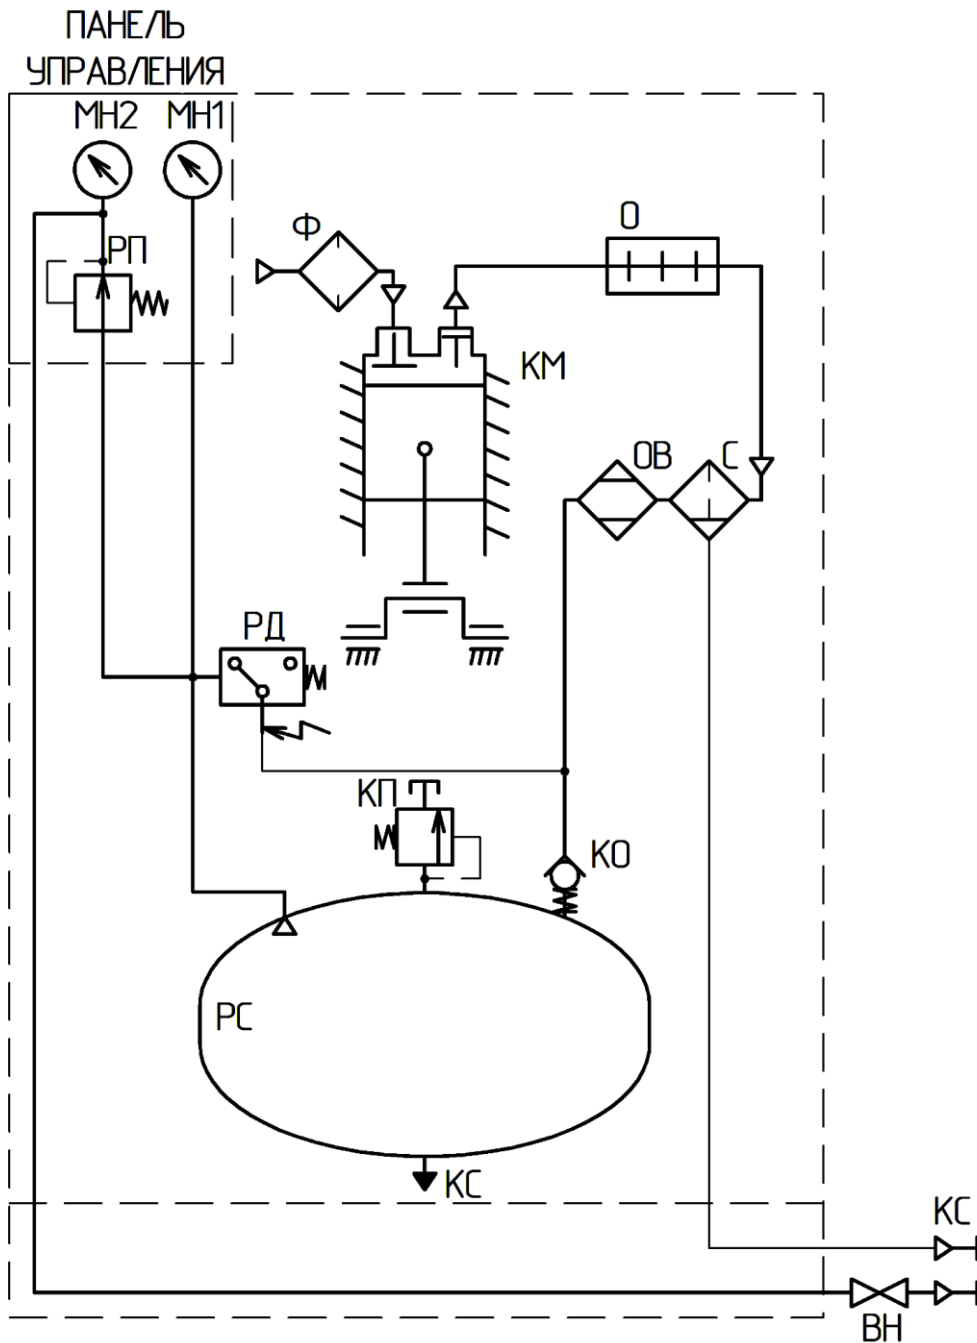 ПАНЕЛЬ
УПРАВЛЕНИЯ
МН2 МН1
Ф
О
РП
КМ
ОВ
С
РД
КП
КО
РС
КС
КС
ВН